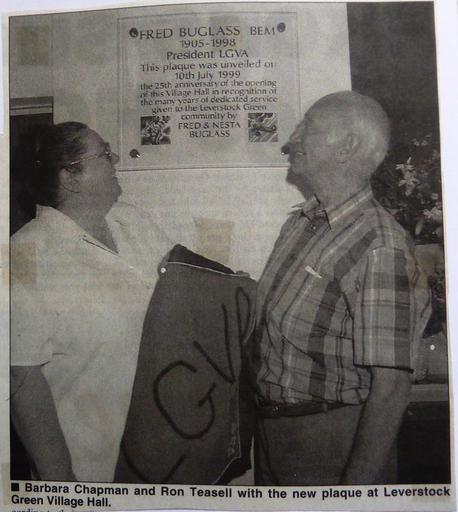 FRED BUGLASS BEM
1905-1998
President LGVA
This plaque was unveiled on
10th July 1999
the 25th anniversary of the opening
of this Village Hall in recognition of
the many years of dedicated service
given to the Leverstock Green
community by
FRED & NESTA
BUGLASS
LGV
■ Barbara Chapman and Ron Teasell with the new plaque at Leverstock
Green Village Hall.